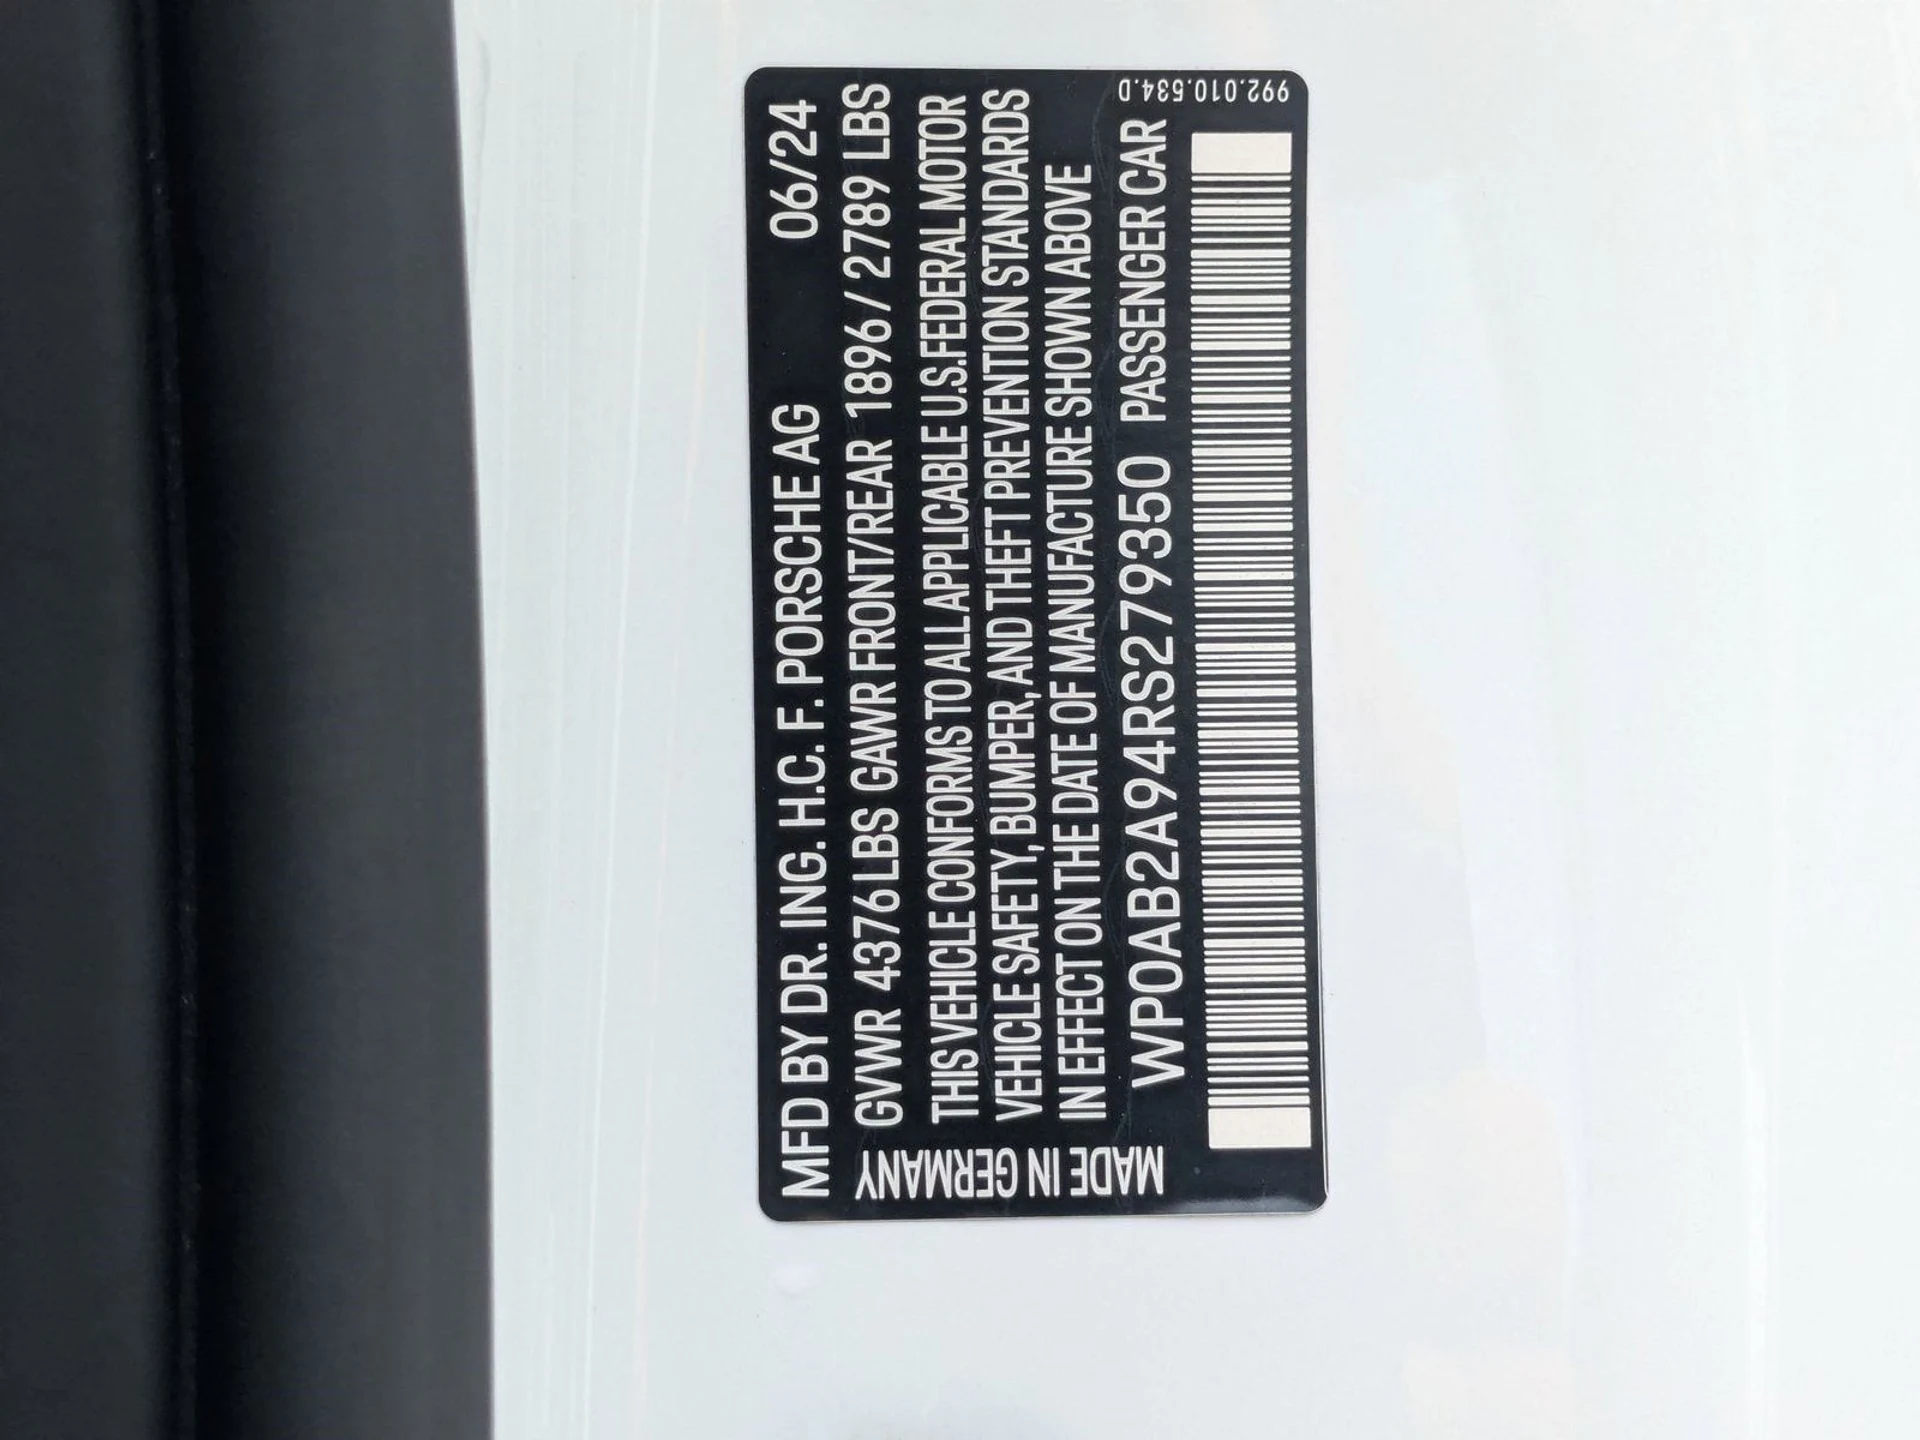 MFD BY DR. ING. H.C. F. PORSCHE AG 06/24
GVWR 4376 LBS GAWR FRONT/REAR 1896 / 2789 LBS
THIS VEHICLE CONFORMS TO ALL APPLICABLE U.S. FEDERAL MOTOR
VEHICLE SAFETY, BUMPER, AND THEFT PREVENTION STANDARDS
IN EFFECT ON THE DATE OF MANUFACTURE SHOWN ABOVE
WP0AB2A94RS279350 PASSENGER CAR
MADE IN GERMANY
992.010.534.D